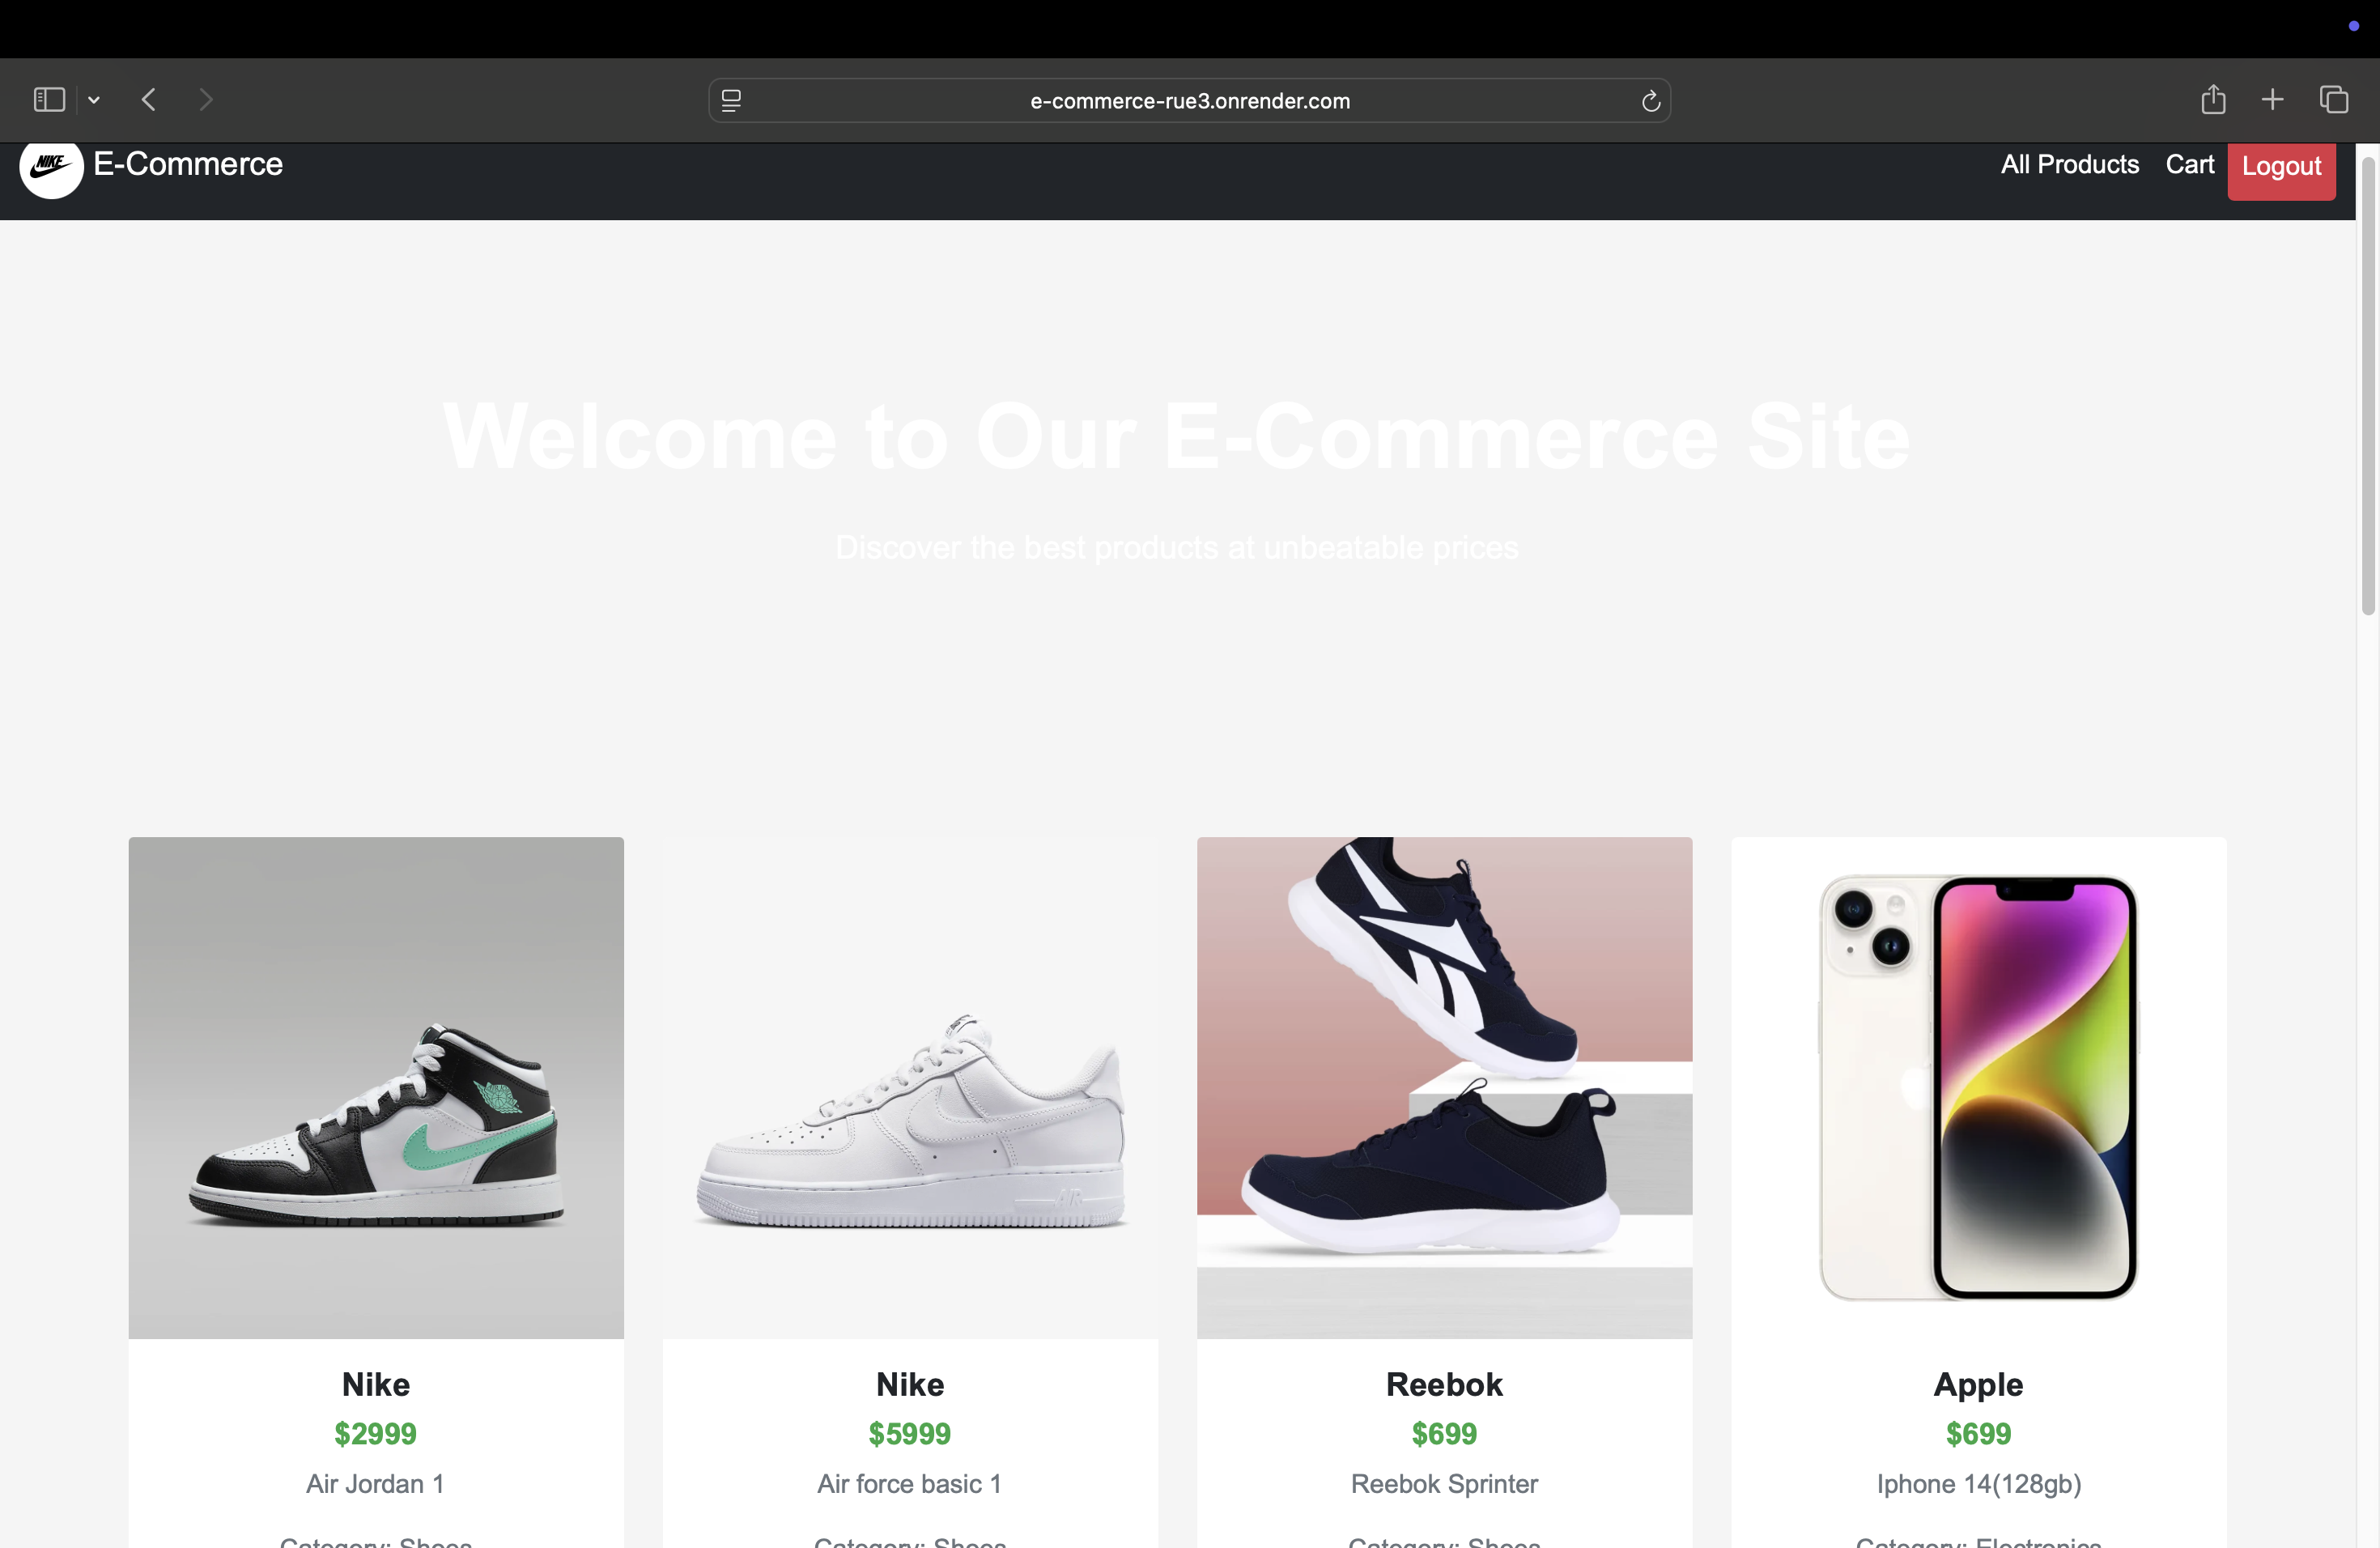 e-commerce-rue3.onrender.com
NIKE
E-Commerce
All Products
Cart
Logout
Welcome to Our E-Commerce Site
Discover the best products at unbeatable prices
AIR
Nike
$2999
Air Jordan 1
Category: Shoes
Nike
$5999
Air force basic 1
Category: Shoes
Reebok
$699
Reebok Sprinter
Category: Shoes
Apple
$699
Iphone 14(128gb)
Category: Electronics